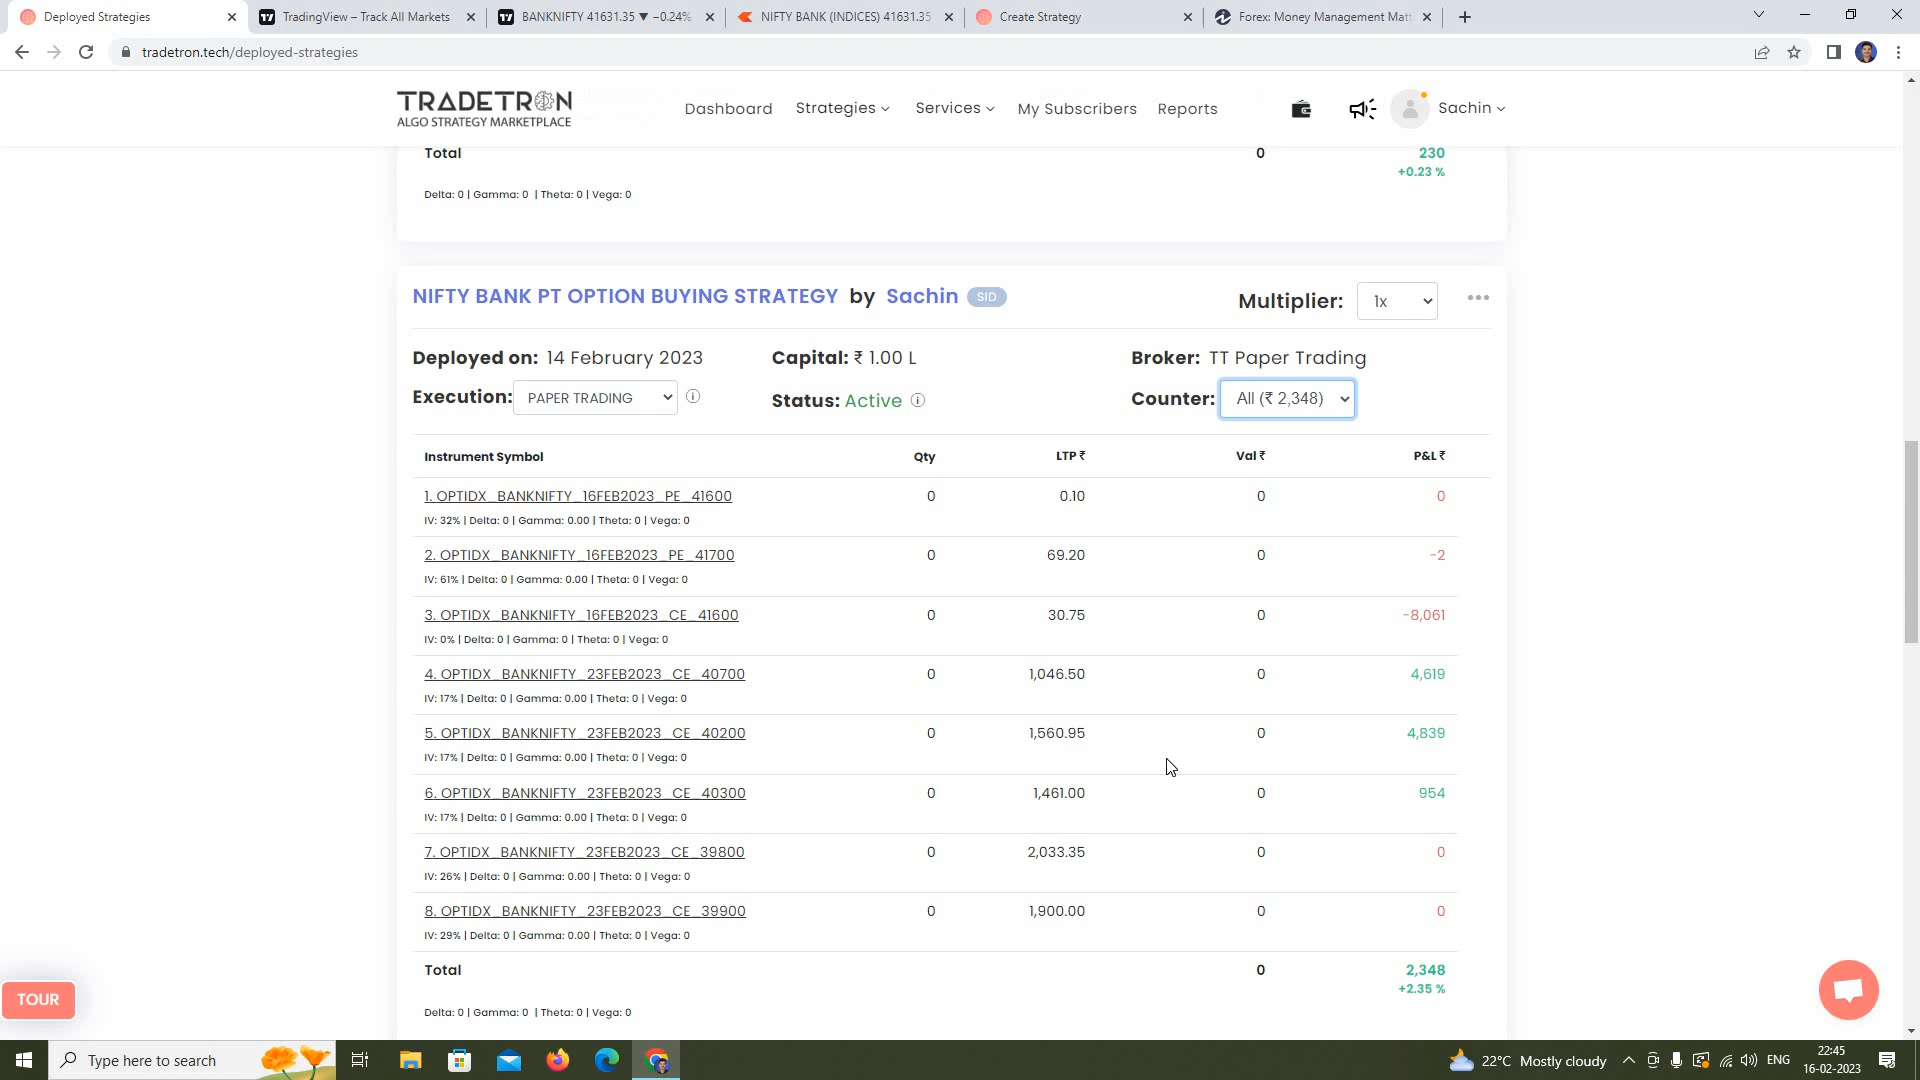 Deployed Strategies
TradingView – Track All Markets
BANKNIFTY 41631.35 ▼ −0.24%
NIFTY BANK (INDICES) 41631.35
Create Strategy
Forex: Money Management Matt
tradetron.tech/deployed-strategies
TRADETRON
ALGO STRATEGY MARKETPLACE
Dashboard
Strategies
Services
My Subscribers
Reports
Sachin
Total 0 230
+0.23 %
Delta: 0 | Gamma: 0 | Theta: 0 | Vega: 0
NIFTY BANK PT OPTION BUYING STRATEGY by Sachin SID
Multiplier: 1x
Deployed on: 14 February 2023 Capital: ₹ 1.00 L Broker: TT Paper Trading
Execution: PAPER TRADING Status: Active Counter: All (₹ 2,348)
Instrument Symbol Qty LTP ₹ Val ₹ P&L ₹
1. OPTIDX_BANKNIFTY_16FEB2023_PE_41600 0 0.10 0 0
IV: 32% | Delta: 0 | Gamma: 0.00 | Theta: 0 | Vega: 0
2. OPTIDX_BANKNIFTY_16FEB2023_PE_41700 0 69.20 0 -2
IV: 61% | Delta: 0 | Gamma: 0.00 | Theta: 0 | Vega: 0
3. OPTIDX_BANKNIFTY_16FEB2023_CE_41600 0 30.75 0 -8,061
IV: 0% | Delta: 0 | Gamma: 0 | Theta: 0 | Vega: 0
4. OPTIDX_BANKNIFTY_23FEB2023_CE_40700 0 1,046.50 0 4,619
IV: 17% | Delta: 0 | Gamma: 0.00 | Theta: 0 | Vega: 0
5. OPTIDX_BANKNIFTY_23FEB2023_CE_40200 0 1,560.95 0 4,839
IV: 17% | Delta: 0 | Gamma: 0.00 | Theta: 0 | Vega: 0
6. OPTIDX_BANKNIFTY_23FEB2023_CE_40300 0 1,461.00 0 954
IV: 17% | Delta: 0 | Gamma: 0.00 | Theta: 0 | Vega: 0
7. OPTIDX_BANKNIFTY_23FEB2023_CE_39800 0 2,033.35 0 0
IV: 26% | Delta: 0 | Gamma: 0.00 | Theta: 0 | Vega: 0
8. OPTIDX_BANKNIFTY_23FEB2023_CE_39900 0 1,900.00 0 0
IV: 29% | Delta: 0 | Gamma: 0.00 | Theta: 0 | Vega: 0
Total 0 2,348
+2.35 %
TOUR
Delta: 0 | Gamma: 0 | Theta: 0 | Vega: 0
Type here to search
22°C Mostly cloudy
ENG
22:45
16-02-2023